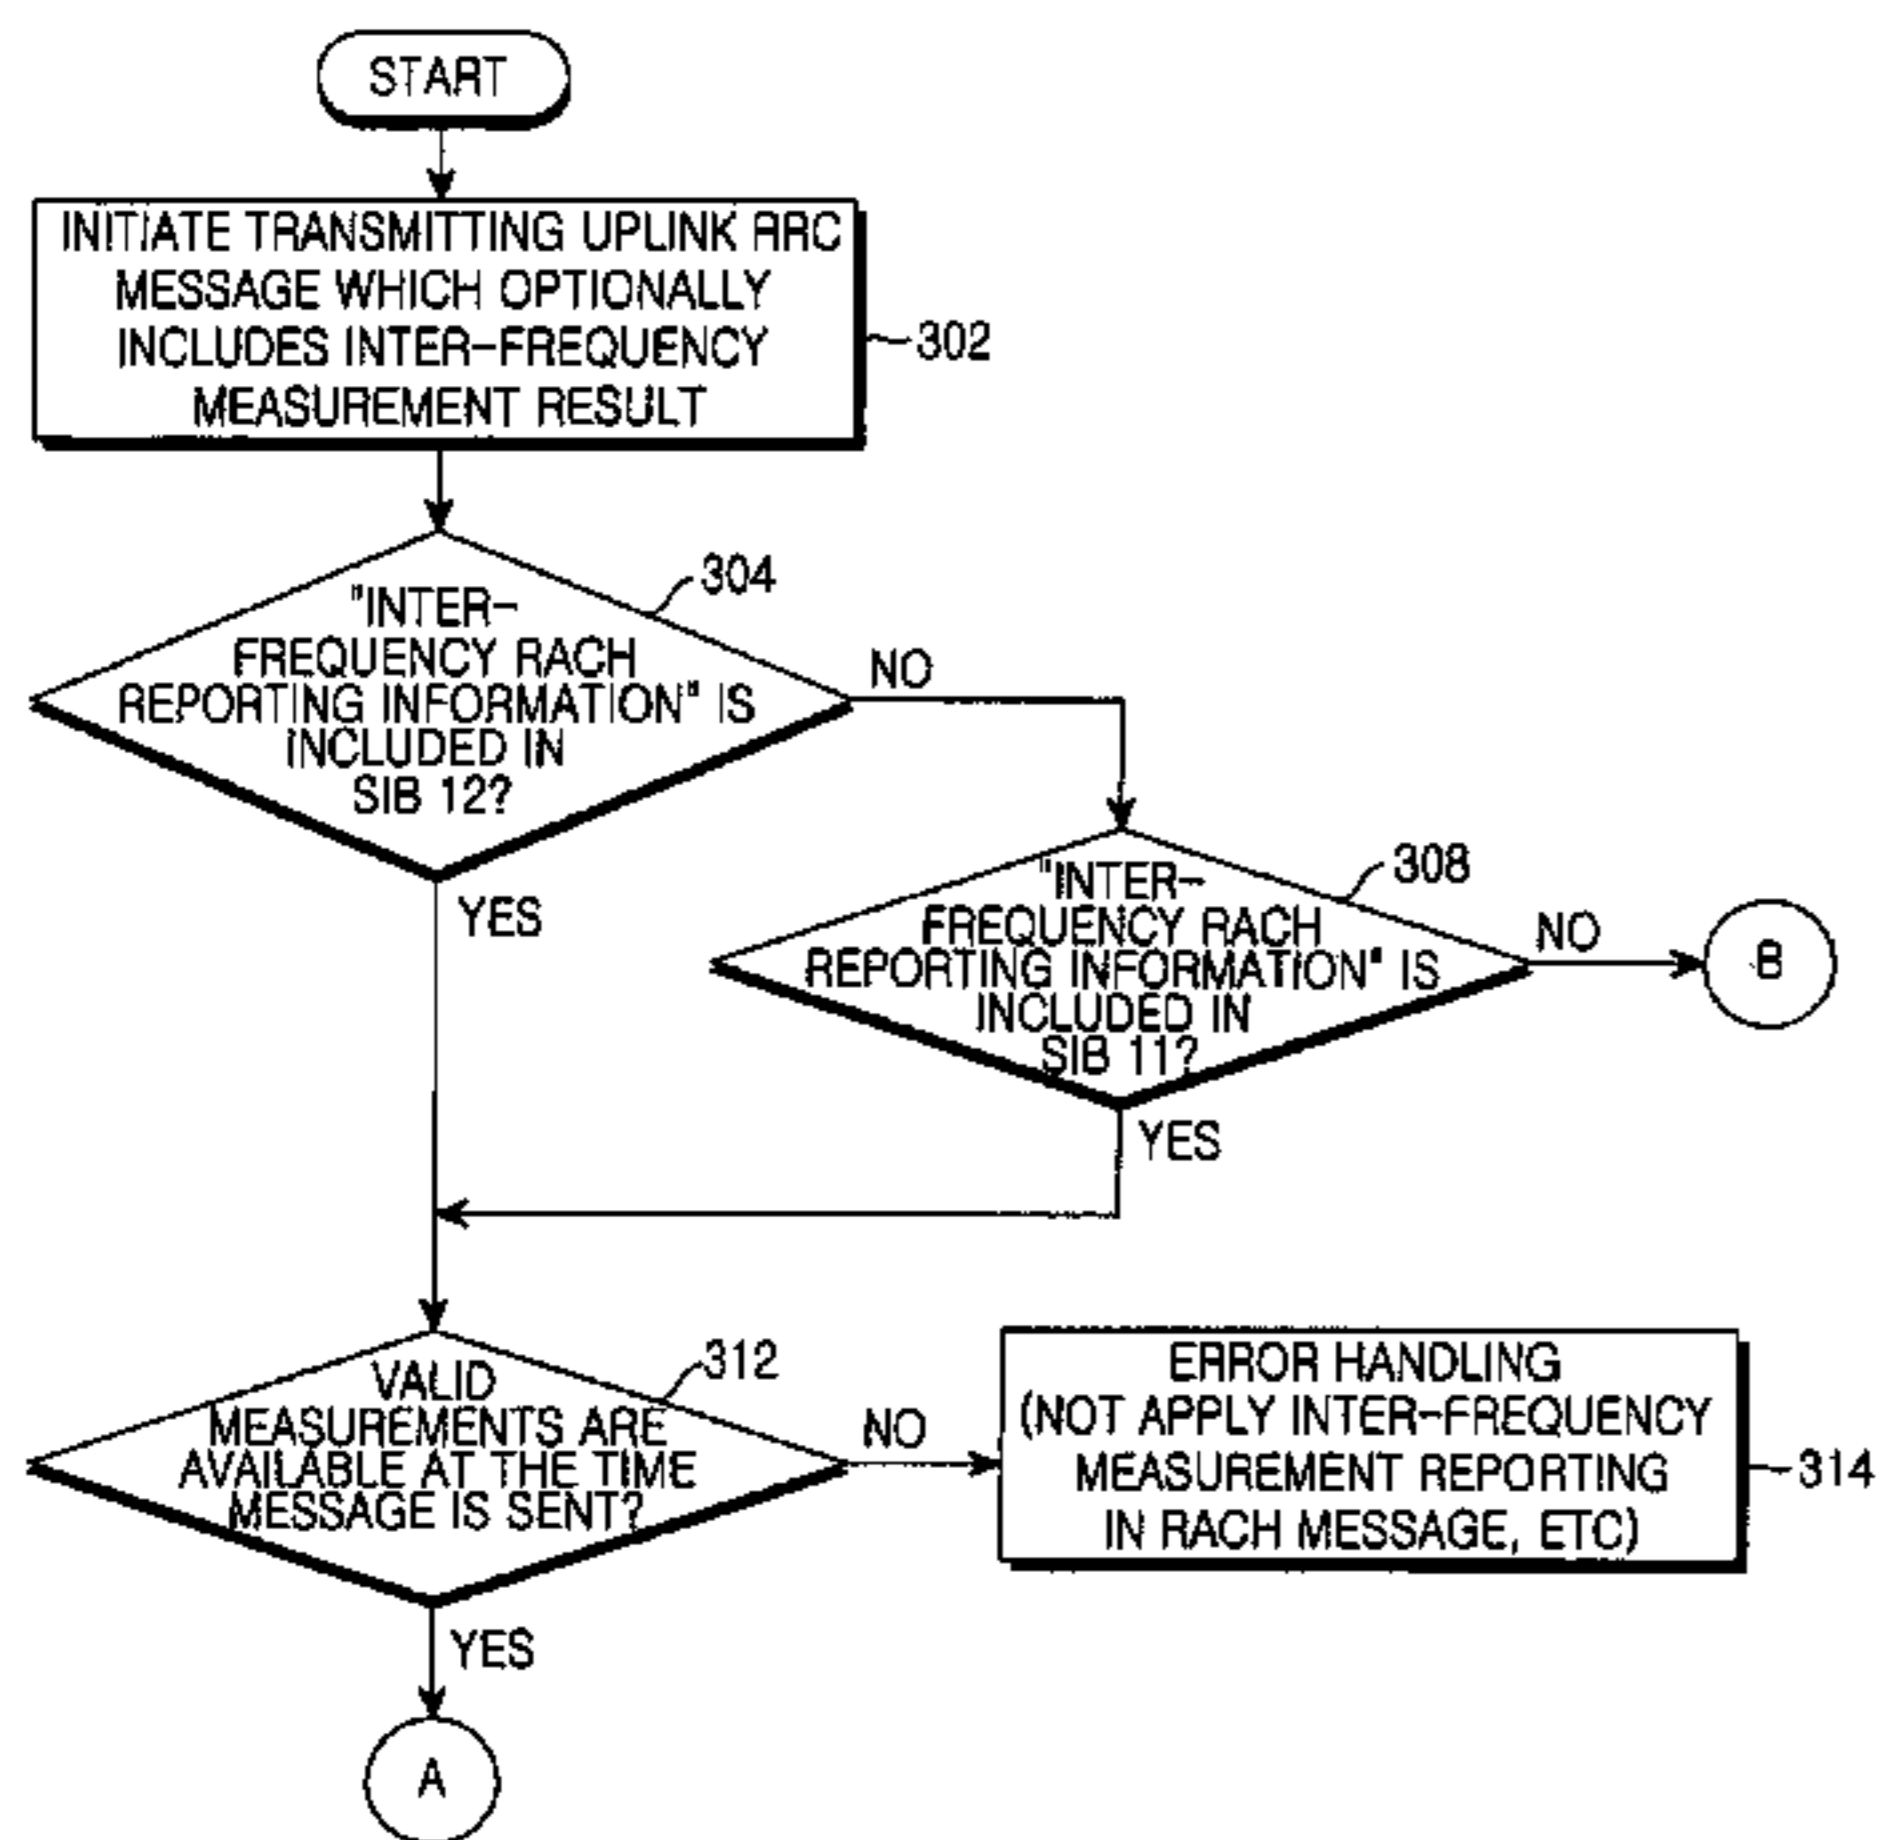 START
INITIATE TRANSMITTING UPLINK RRC
MESSAGE WHICH OPTIONALLY
INCLUDES INTER-FREQUENCY
MEASUREMENT RESULT
302
304
"INTER-
FREQUENCY RACH
REPORTING INFORMATION" IS
INCLUDED IN
SIB 12?
NO
YES
308
"INTER-
FREQUENCY RACH
REPORTING INFORMATION" IS
INCLUDED IN
SIB 11?
NO
B
YES
312
VALID
MEASUREMENTS ARE
AVAILABLE AT THE TIME
MESSAGE IS SENT?
NO
ERROR HANDLING
(NOT APPLY INTER-FREQUENCY
MEASUREMENT REPORTING
IN RACH MESSAGE, ETC)
314
YES
A